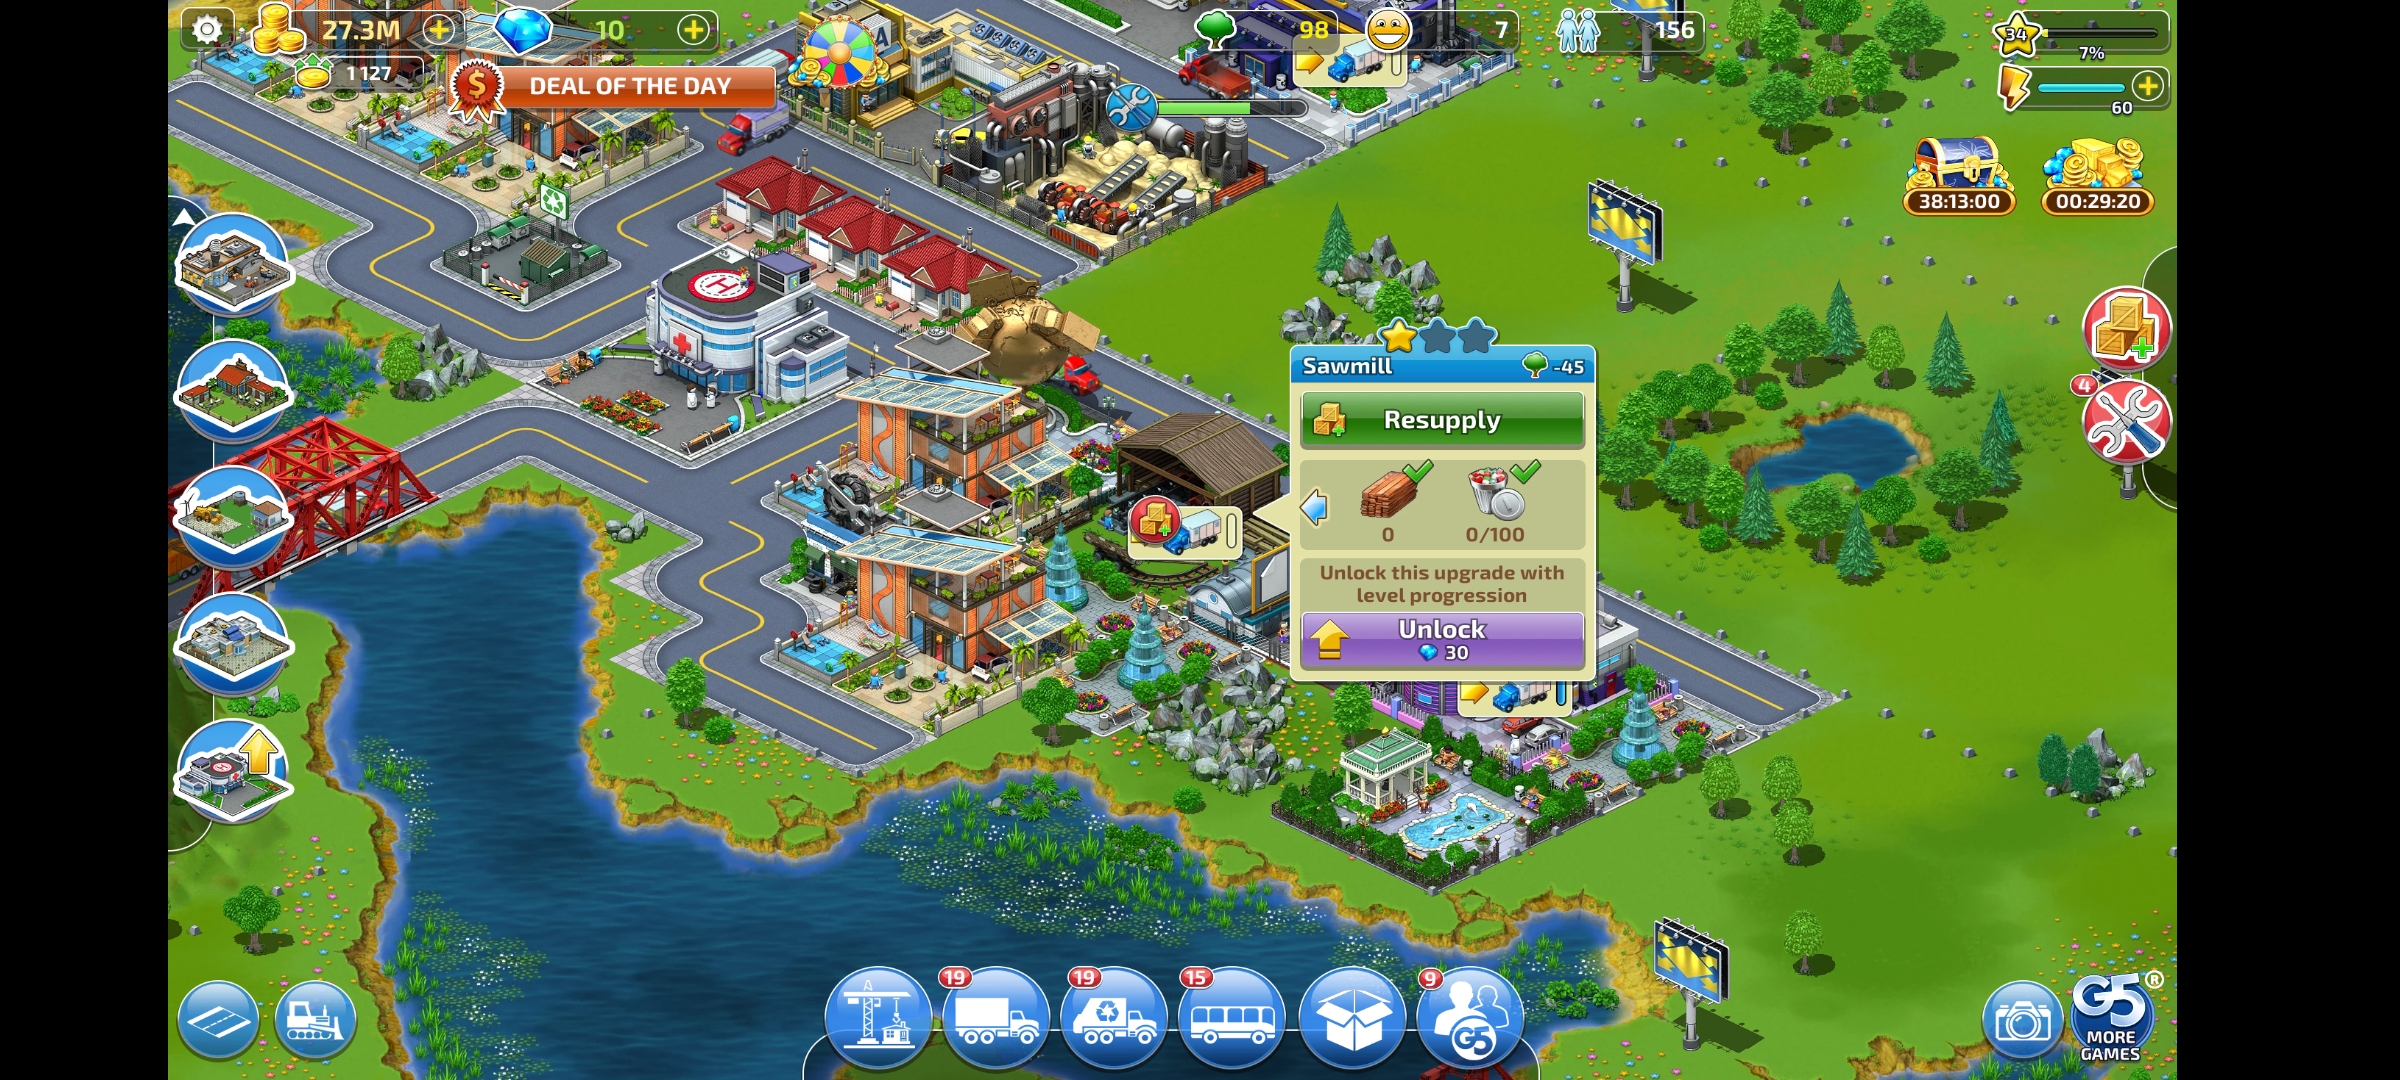 27.3M
10
98
7
156
34
7%
1 127
DEAL OF THE DAY
A
60
38:13:00
00:29:20
H
Sawmill
-45
Resupply
4
0
0/100
Unlock this upgrade with
level progression
Unlock
30
19
19
15
9
G5
G5 ®
MORE
GAMES